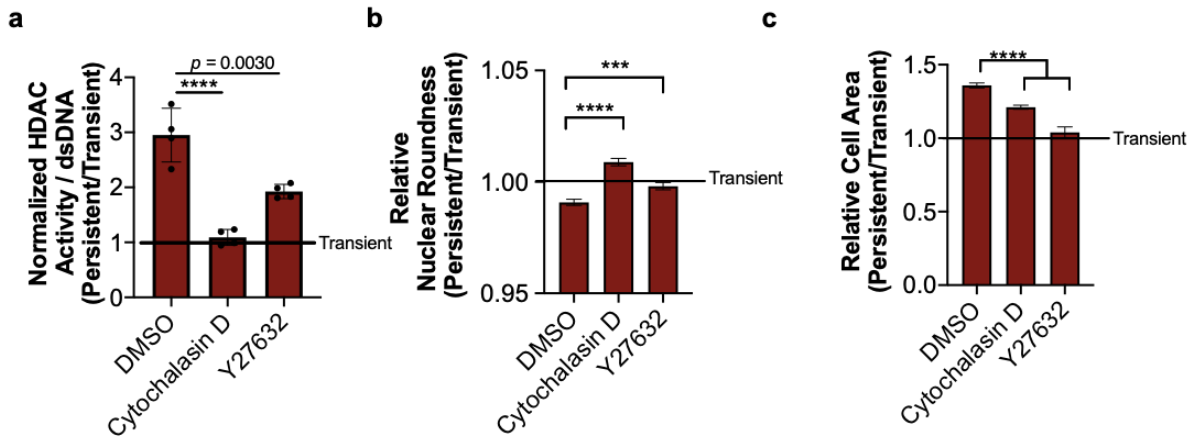 a
Normalized HDAC
Activity / dsDNA
(Persistent/Transient)
4
3
2
1
0
p = 0.0030
****
Transient
DMSO
Cytochalasin D
Y27632
b
Relative
Nuclear Roundness
(Persistent/Transient)
1.05
1.00
0.95
***
****
Transient
DMSO
Cytochalasin D
Y27632
c
Relative Cell Area
(Persistent/Transient)
1.5
1.0
0.5
0.0
****
Transient
DMSO
Cytochalasin D
Y27632